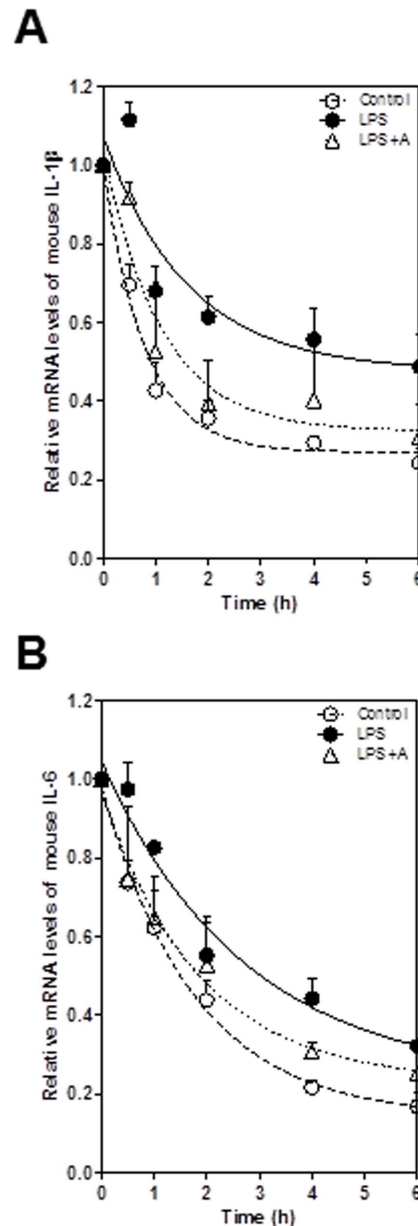 A
Relative mRNA levels of mouse IL-1β
1.2
1.0
0.8
0.6
0.4
0.2
0.0
Control
LPS
LPS+A
0 1 2 3 4 5 6
Time (h)
B
Relative mRNA levels of mouse IL-6
1.2
1.0
0.8
0.6
0.4
0.2
0.0
Control
LPS
LPS+A
0 1 2 3 4 5 6
Time (h)